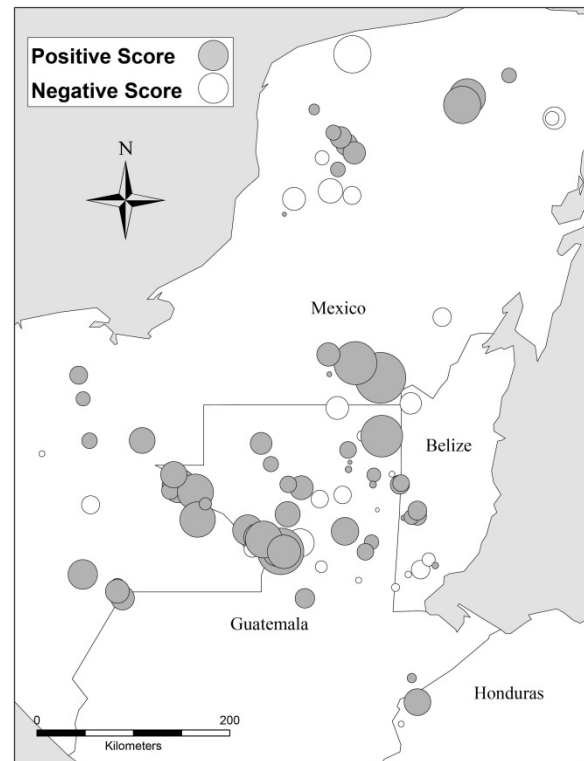 Positive Score
Negative Score
N
Mexico
Belize
Guatemala
Honduras
0 200
Kilometers